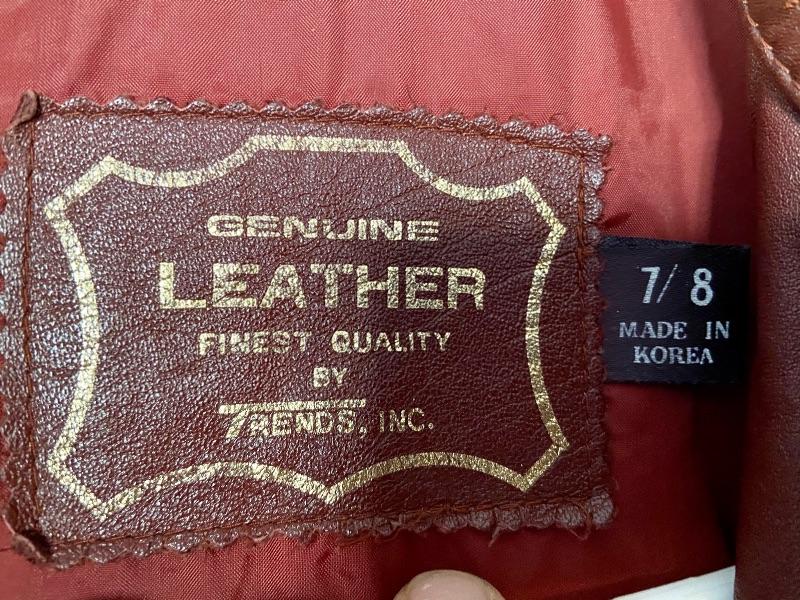 GENUINE
LEATHER
FINEST QUALITY
BY
TRENDS, INC.
7/8
MADE IN
KOREA